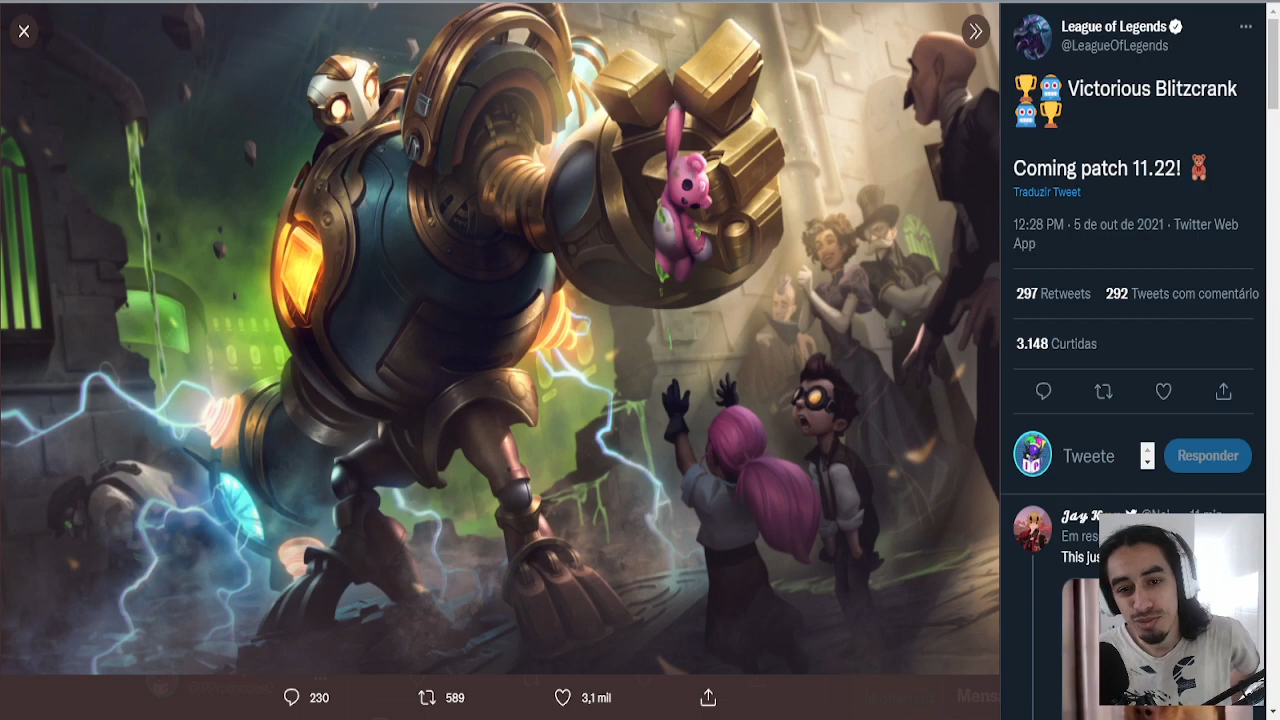 League of Legends
@LeagueOfLegends
Victorious Blitzcrank
Coming patch 11.22!
Traduzir Tweet
12:28 PM · 5 de out de 2021 · Twitter Web
App
297 Retweets 292 Tweets com comentário
3.148 Curtidas
Tweete
Responder
Em res
This jus
230
589
3,1 mil